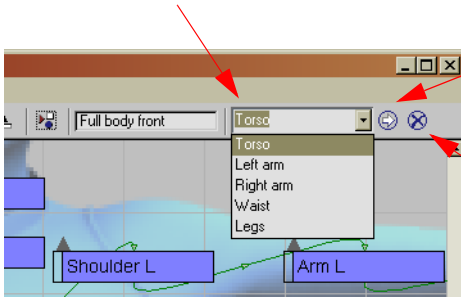 Full body front
Torso
Torso
Left arm
Right arm
Waist
Legs
Shoulder L
Arm L